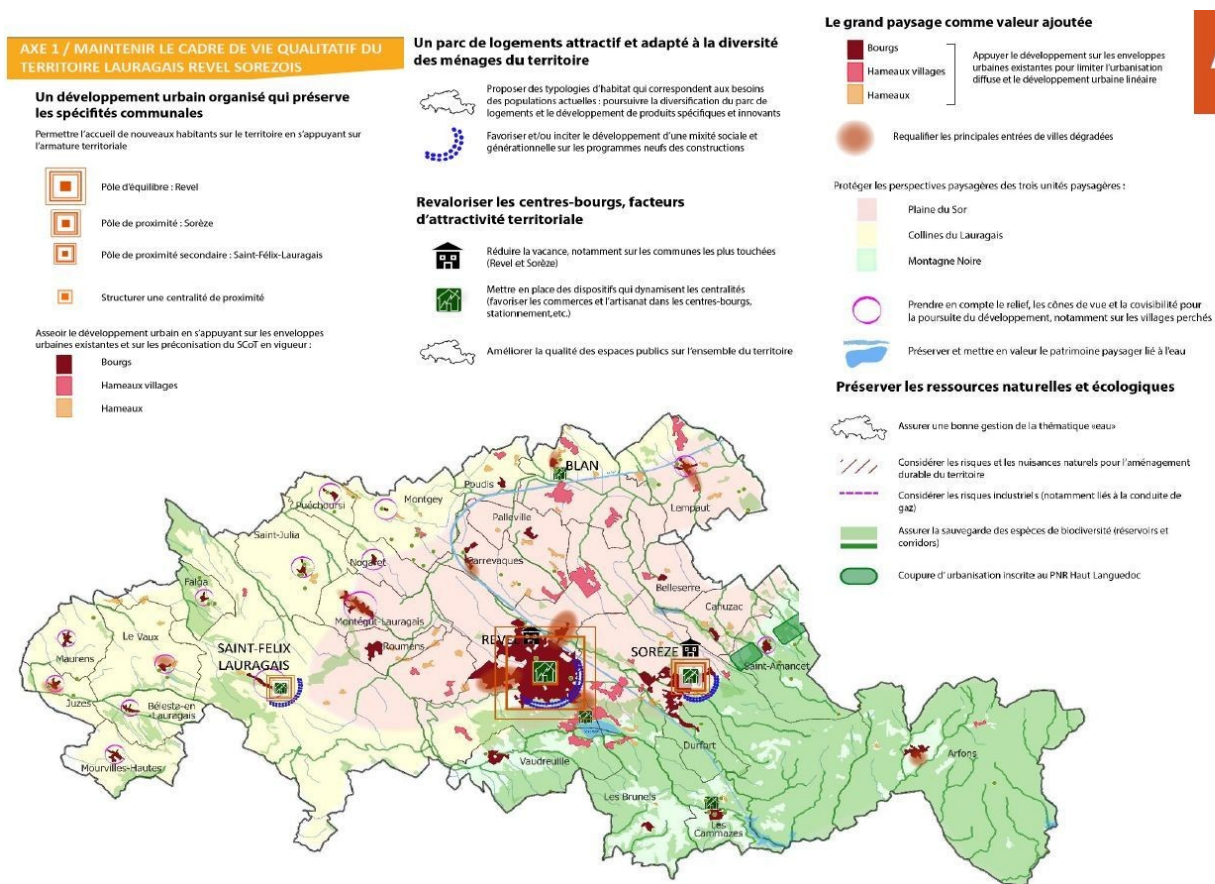 AXE 1 / MAINTENIR LE CADRE DE VIE QUALITATIF DU
TERRITOIRE LAURAGAIS REVEL SOREZOIS
Un développement urbain organisé qui préserve
les spécifités communales
Permettre l'accueil de nouveaux habitants sur le territoire en s'appuyant sur
l'armature territoriale
Pôle d'équilibre : Revel
Pôle de proximité : Sorèze
Pôle de proximité secondaire : Saint-Félix-Lauragais
Structurer une centralité de proximité
Asseoir le développement urbain en s'appuyant sur les enveloppes
urbaines existantes et sur les préconisation du SCoT en vigueur :
Bourgs
Hameaux villages
Hameaux
Un parc de logements attractif et adapté à la diversité
des ménages du territoire
Proposer des typologies d'habitat qui correspondent aux besoins
des populations actuelles : poursuivre la diversification du parc de
logements et le développement de produits spécifiques et innovants
Favoriser et/ou inciter le développement d'une mixité sociale et
générationnelle sur les programmes neufs des constructions
Revaloriser les centres-bourgs, facteurs
d'attractivité territoriale
Réduire la vacance, notamment sur les communes les plus touchées
(Revel et Sorèze)
Mettre en place des dispositifs qui dynamisent les centralités
(favoriser les commerces et l'artisanat dans les centres-bourgs,
stationnement,etc.)
Améliorer la qualité des espaces publics sur l'ensemble du territoire
Le grand paysage comme valeur ajoutée
Bourgs
Hameaux villages
Hameaux
Appuyer le développement sur les enveloppes
urbaines existantes pour limiter l'urbanisation
diffuse et le développement urbaine linéaire
Requalifier les principales entrées de villes dégradées
Protéger les perspectives paysagères des trois unités paysagères :
Plaine du Sor
Collines du Lauragais
Montagne Noire
Prendre en compte le relief, les cônes de vue et la covisibilité pour
la poursuite du développement, notamment sur les villages perchés
Préserver et mettre en valeur le patrimoine paysager lié à l'eau
Préserver les ressources naturelles et écologiques
Assurer une bonne gestion de la thématique «eau»
Considérer les risques et les nuisances naturels pour l'aménagement
durable du territoire
Considérer les risques industriels (notamment liés à la conduite de
gaz)
Assurer la sauvegarde des espèces de biodiversité (réservoirs et
corridors)
Coupure d'urbanisation inscrite au PNR Haut Languedoc
BLAN
Poudis
Montgey
Puéchoursi
Palleville
Lempaut
Saint-Julia
Nogaret
Garrevaques
Belleserre
Falga
Cahuzac
Montégut-Lauragais
Le Vaux
Maurens
SAINT-FELIX
LAURAGAIS
Roumens
REVEL
SOREZE
Saint-Amancet
Juzes
Bélesta-en
-Lauragais
Durfort
Mourvilles-Hautes
Vaudreuille
Arfons
Les Brunels
Les
Cammazes